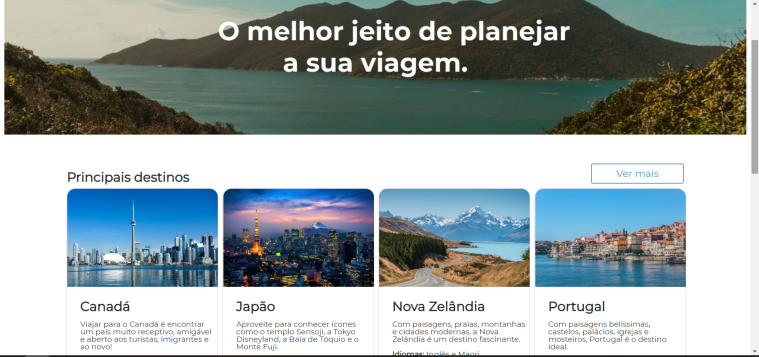 O melhor jeito de planejar
a sua viagem.
Principais destinos
Ver mais
Canadá
Viajar para o Canadá é encontrar
um país muito receptivo, amigável
e aberto aos turistas, imigrantes e
ao novo!
Japão
Aproveite para conhecer ícones
como o templo Sensoji, a Tokyo
Disneyland, a Baía de Tóquio e o
Monte Fuji.
Nova Zelândia
Com paisagens, praias, montanhas
e cidades modernas, a Nova
Zelândia é um destino fascinante.
Idiomas: Inglês e Maori
Portugal
Com paisagens belíssimas,
castelos, palácios, igrejas e
mosteiros, Portugal é o destino
ideal.